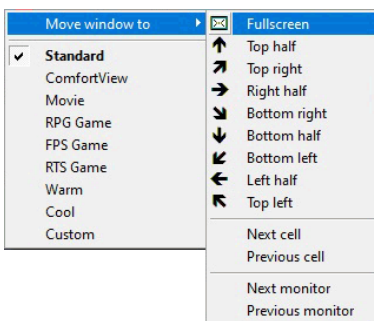 Move window to
Standard
ComfortView
Movie
RPG Game
FPS Game
RTS Game
Warm
Cool
Custom
Fullscreen
Top half
Top right
Right half
Bottom right
Bottom half
Bottom left
Left half
Top left
Next cell
Previous cell
Next monitor
Previous monitor